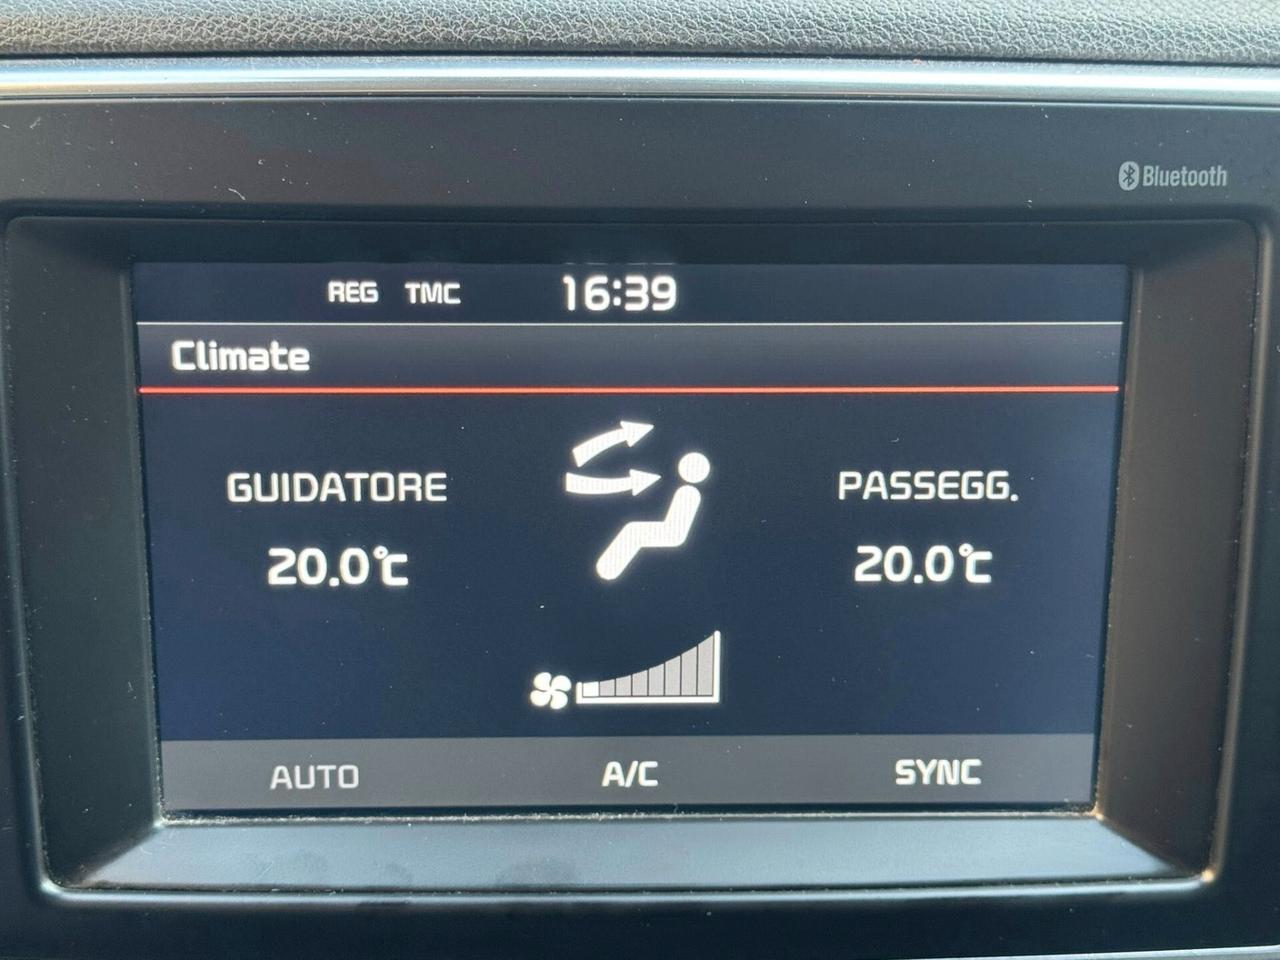 Bluetooth
REG TMC 16:39
Climate
GUIDATORE PASSEGG.
20.0℃ 20.0℃
AUTO A/C SYNC